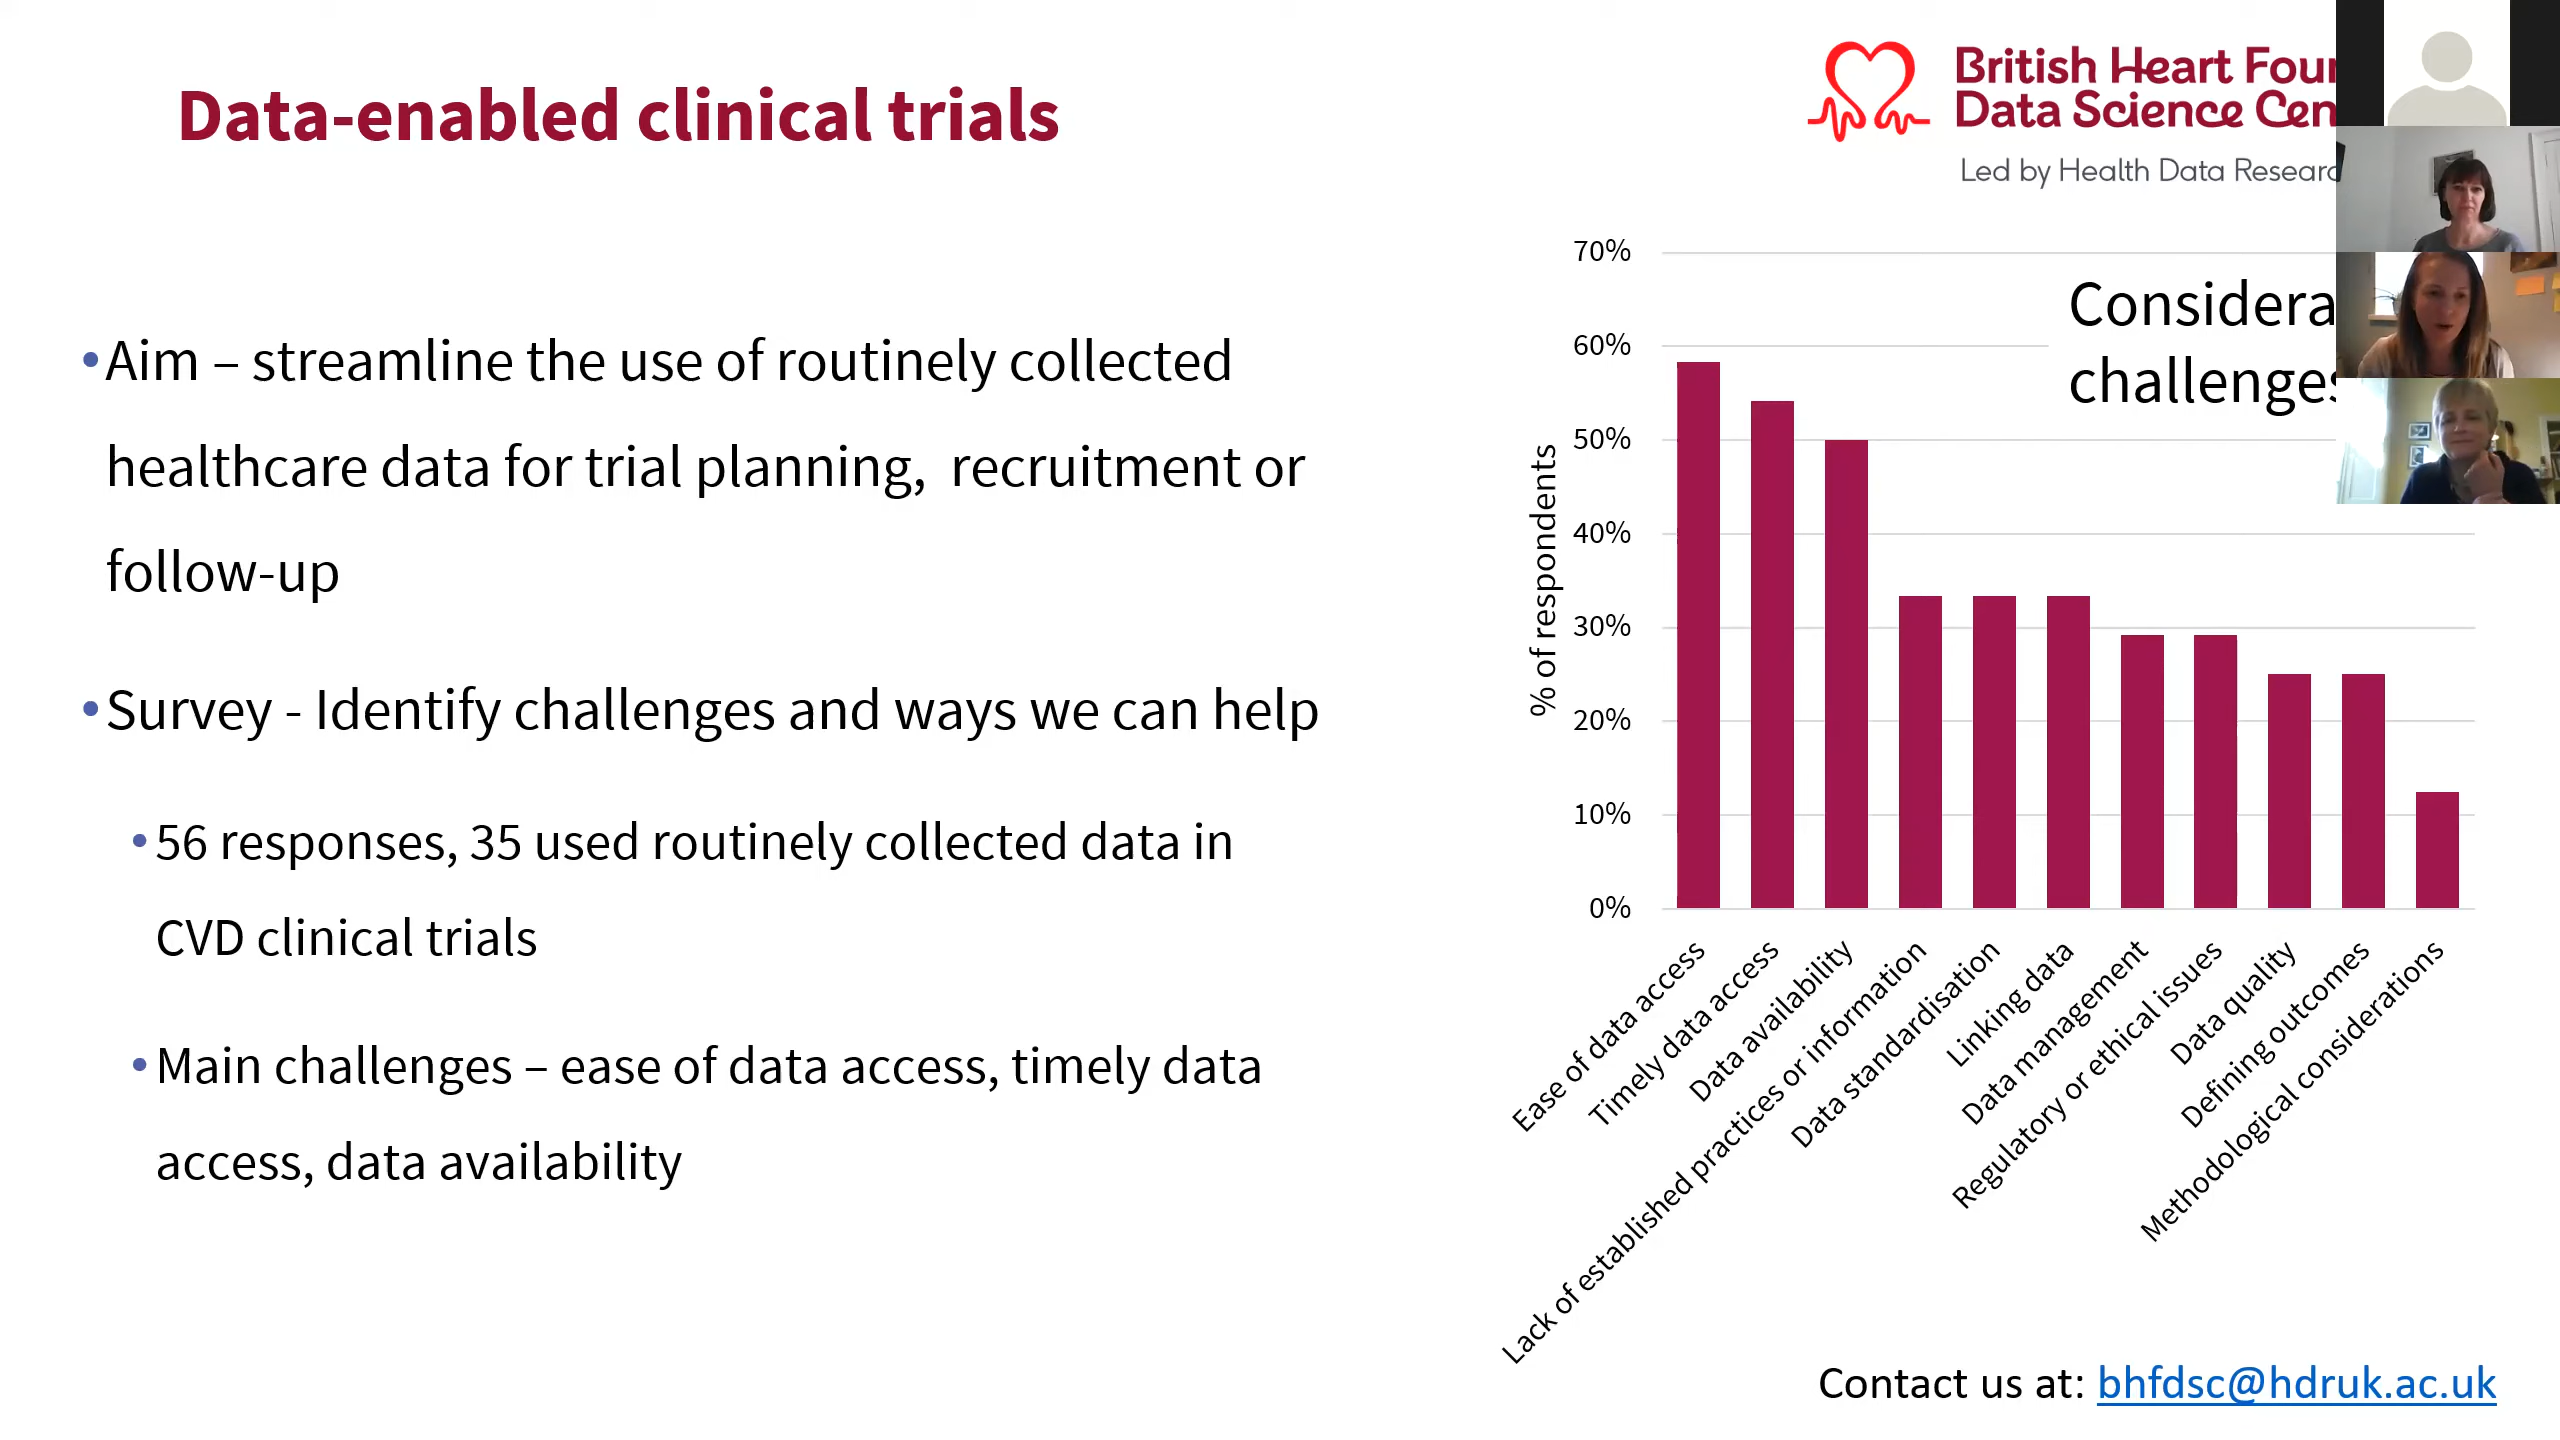 Data-enabled clinical trials
British Heart
Data Science
Led by Health Data
•Aim – streamline the use of routinely collected
healthcare data for trial planning, recruitment or
follow-up
•Survey - Identify challenges and ways we can help
•56 responses, 35 used routinely collected data in
CVD clinical trials
•Main challenges – ease of data access, timely data
access, data availability
challenges
% of respondents
70%
60%
50%
40%
30%
20%
10%
0%
Ease of data access
Timely data access
Data availability
Lack of established practices or information
Data standardisation
Linking data
Data management
Regulatory or ethical issues
Data quality
Defining outcomes
Methodological considerations
Contact us at: bhfdsc@hdruk.ac.uk